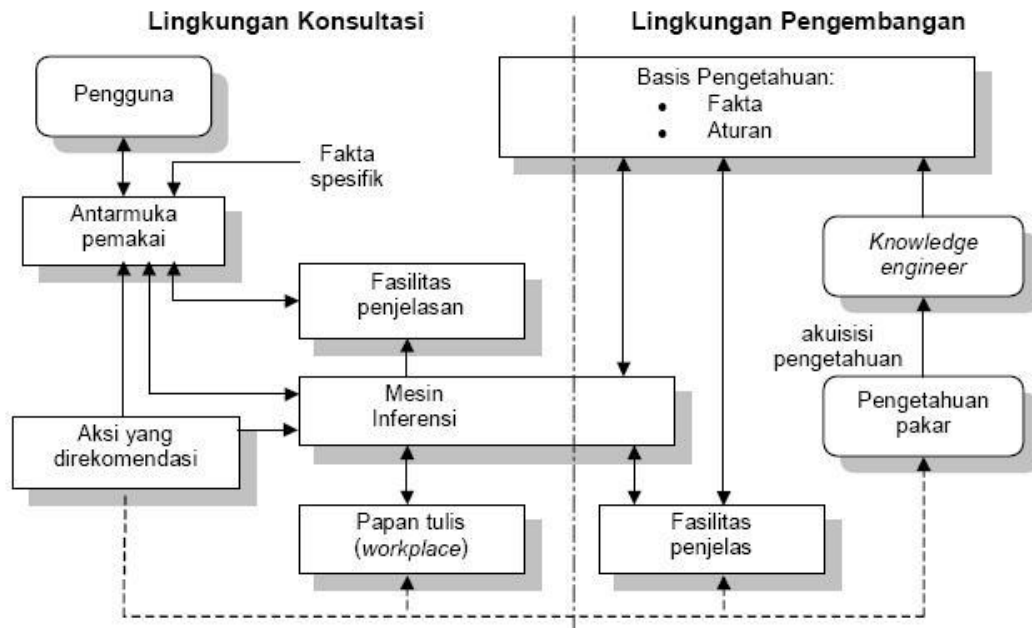 Lingkungan Konsultasi
Lingkungan Pengembangan
Pengguna
Basis Pengetahuan:
• Fakta
• Aturan
Fakta
spesifik
Antarmuka
pemakai
Knowledge
engineer
Fasilitas
penjelasan
akuisisi
pengetahuan
Mesin
Inferensi
Pengetahuan
pakar
Aksi yang
direkomendasi
Papan tulis
(workplace)
Fasilitas
penjelas